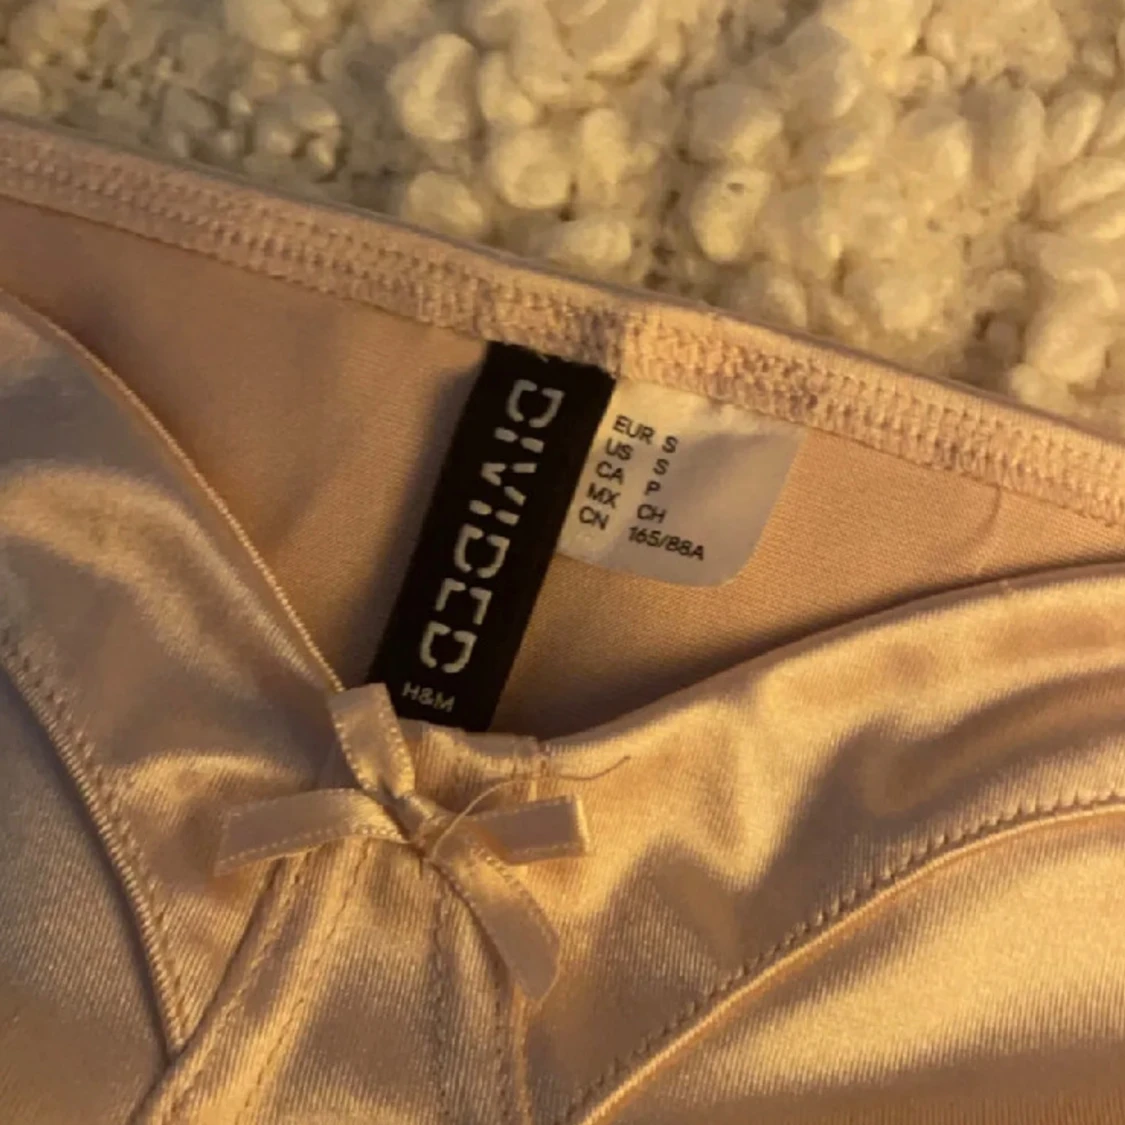 DIVIDED
H&M
EUR S
US S
CA P
MX CH
CN 165/88A